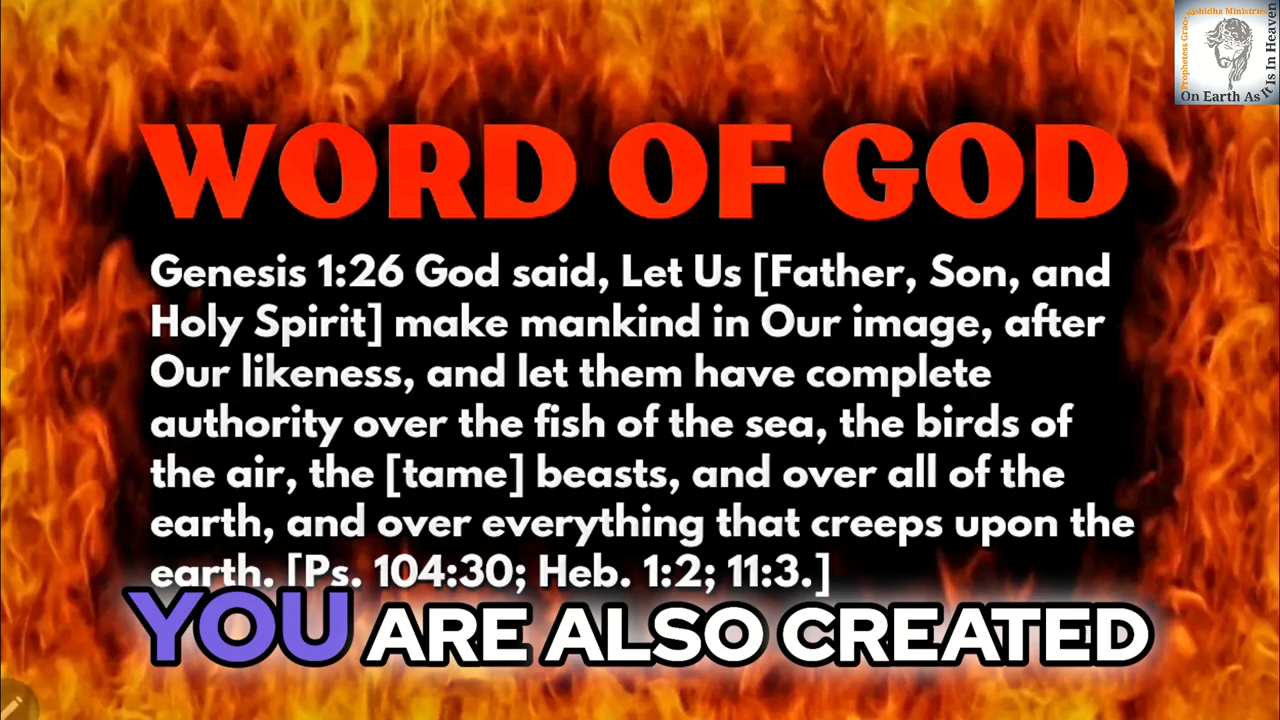 WORD OF GOD
Genesis 1:26 God said, Let Us [Father, Son, and
Holy Spirit] make mankind in Our image, after
Our likeness, and let them have complete
authority over the fish of the sea, the birds of
the air, the [tame] beasts, and over all of the
earth, and over everything that creeps upon the
earth. [Ps. 104:30; Heb. 1:2; 11:3.]
YOU ARE ALSO CREATED
Prophetess Grace
Ministries
On Earth As It Is In Heaven